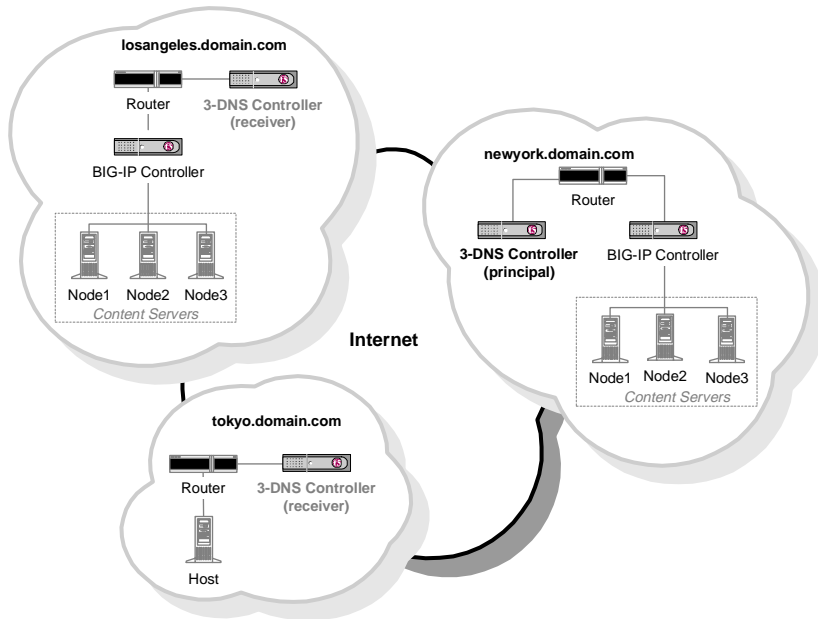 losangeles.domain.com
Router
3-DNS Controller
(receiver)
BIG-IP Controller
Node1 Node2 Node3
Content Servers
newyork.domain.com
Router
3-DNS Controller
(principal)
BIG-IP Controller
Node1 Node2 Node3
Content Servers
Internet
tokyo.domain.com
Router
3-DNS Controller
(receiver)
Host